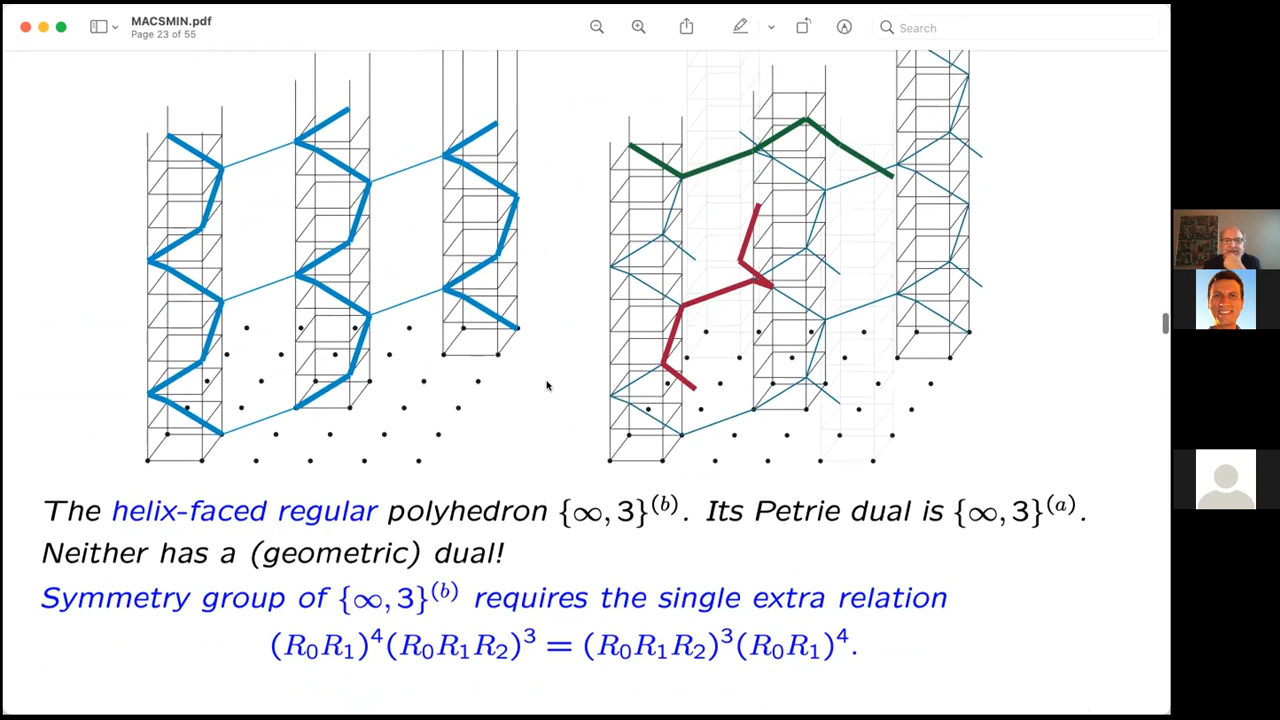 MACSMIN.pdf
Page 23 of 55
Search
The helix-faced regular polyhedron {∞, 3}^(b). Its Petrie dual is {∞, 3}^(a).
Neither has a (geometric) dual!
Symmetry group of {∞, 3}^(b) requires the single extra relation
(R₀R₁)⁴(R₀R₁R₂)³ = (R₀R₁R₂)³(R₀R₁)⁴.